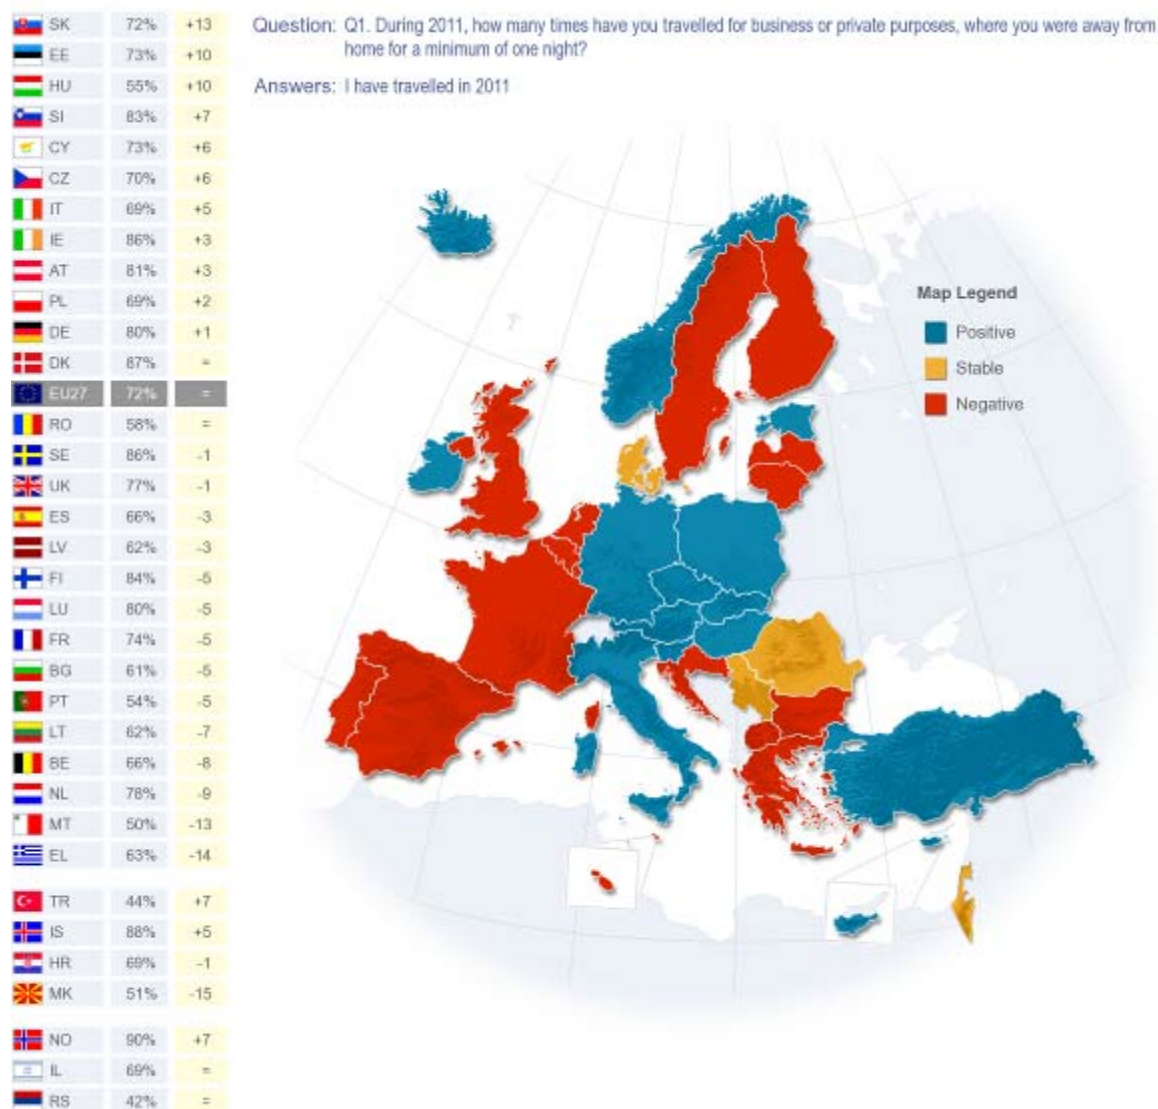 Question: Q1. During 2011, how many times have you travelled for business or private purposes, where you were away from
home for a minimum of one night?
Answers: I have travelled in 2011
SK 72% +13
EE 73% +10
HU 55% +10
SI 83% +7
CY 73% +6
CZ 70% +6
IT 69% +5
IE 86% +3
AT 81% +3
PL 69% +2
DE 80% +1
DK 87% =
EU27 72% =
RO 58% =
SE 86% -1
UK 77% -1
ES 66% -3
LV 62% -3
FI 84% -5
LU 80% -5
FR 74% -5
BG 61% -5
PT 54% -5
LT 62% -7
BE 66% -8
NL 78% -9
MT 50% -13
EL 63% -14
TR 44% +7
IS 88% +5
HR 69% -1
MK 51% -15
NO 90% +7
IL 69% =
RS 42% =
Map Legend
Positive
Stable
Negative